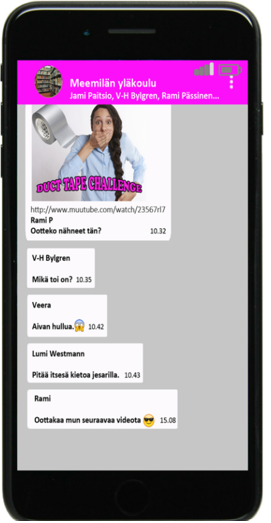 Meemilän yläkoulu
Jami Paitsio, V-H Bylgren, Rami Pässinen...
DUCT TAPE CHALLENGE
http://www.muutube.com/watch/23567rl7
Rami P
Ootteko nähneet tän? 10.32
V-H Bylgren
Mikä toi on? 10.35
Veera
Aivan hullua.😱 10.42
Lumi Westmann
Pitää itsesä kietoa jesarilla. 10.43
Rami
Oottakaa mun seuraavaa videota 😎 15.08